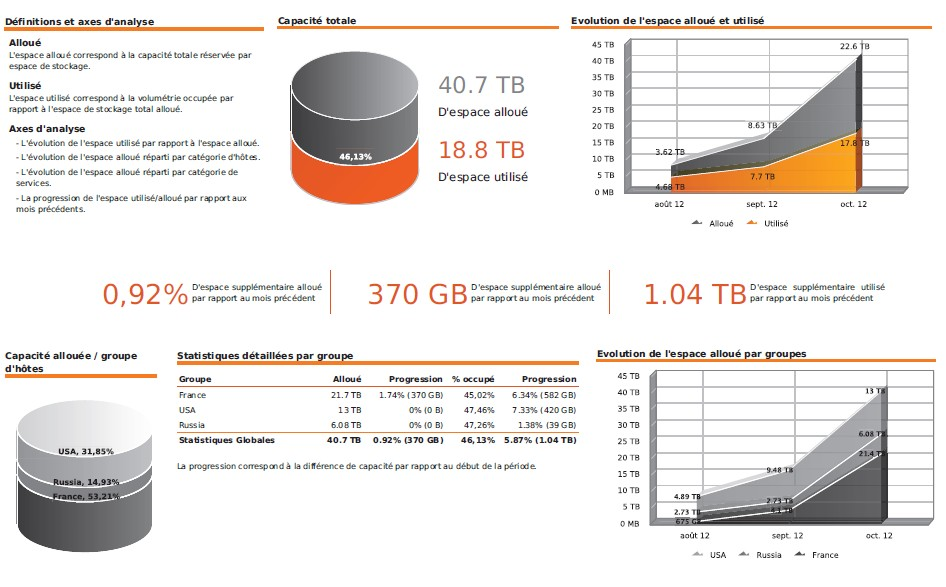 Définitions et axes d'analyse
Alloué
L'espace alloué correspond à la capacité totale réservée par
espace de stockage.
Utilisé
L'espace utilisé correspond à la volumétrie occupée par
rapport à l'espace de stockage total alloué.
Axes d'analyse
- L'évolution de l'espace utilisé par rapport à l'espace alloué.
- L'évolution de l'espace alloué réparti par catégorie d'hôtes.
- L'évolution de l'espace alloué réparti par catégorie de
services.
- La progression de l'espace utilisé/alloué par rapport aux
mois précédents.
Capacité totale
46,13%
40.7 TB
D'espace alloué
18.8 TB
D'espace utilisé
Evolution de l'espace alloué et utilisé
45 TB
40 TB
35 TB
30 TB
25 TB
20 TB
15 TB
10 TB
5 TB
0 MB
22.6 TB
8.63 TB
3.62 TB
17.8 TB
7.7 TB
4.68 TB
août 12 sept. 12 oct. 12
Alloué Utilisé
0,92% D'espace supplémentaire alloué
par rapport au mois précédent
370 GB D'espace supplémentaire alloué
par rapport au mois précédent
1.04 TB D'espace supplémentaire utilisé
par rapport au mois précédent
Capacité allouée / groupe
d'hôtes
USA, 31,85%
Russia, 14,93%
France, 53,21%
Statistiques détaillées par groupe
Groupe Alloué Progression % occupé Progression
France 21.7 TB 1.74% (370 GB) 45,02% 6.34% (582 GB)
USA 13 TB 0% (0 B) 47,46% 7.33% (420 GB)
Russia 6.08 TB 0% (0 B) 47,26% 1.38% (39 GB)
Statistiques Globales 40.7 TB 0.92% (370 GB) 46,13% 5.87% (1.04 TB)
La progression correspond à la différence de capacité par rapport au début de la période.
Evolution de l'espace alloué par groupes
45 TB
40 TB
35 TB
30 TB
25 TB
20 TB
15 TB
10 TB
5 TB
0 MB
13 TB
6.08 TB
21.4 TB
9.48 TB
2.73 TB
4.89 TB
2.73 TB
août 12 sept. 12 oct. 12
USA Russia France